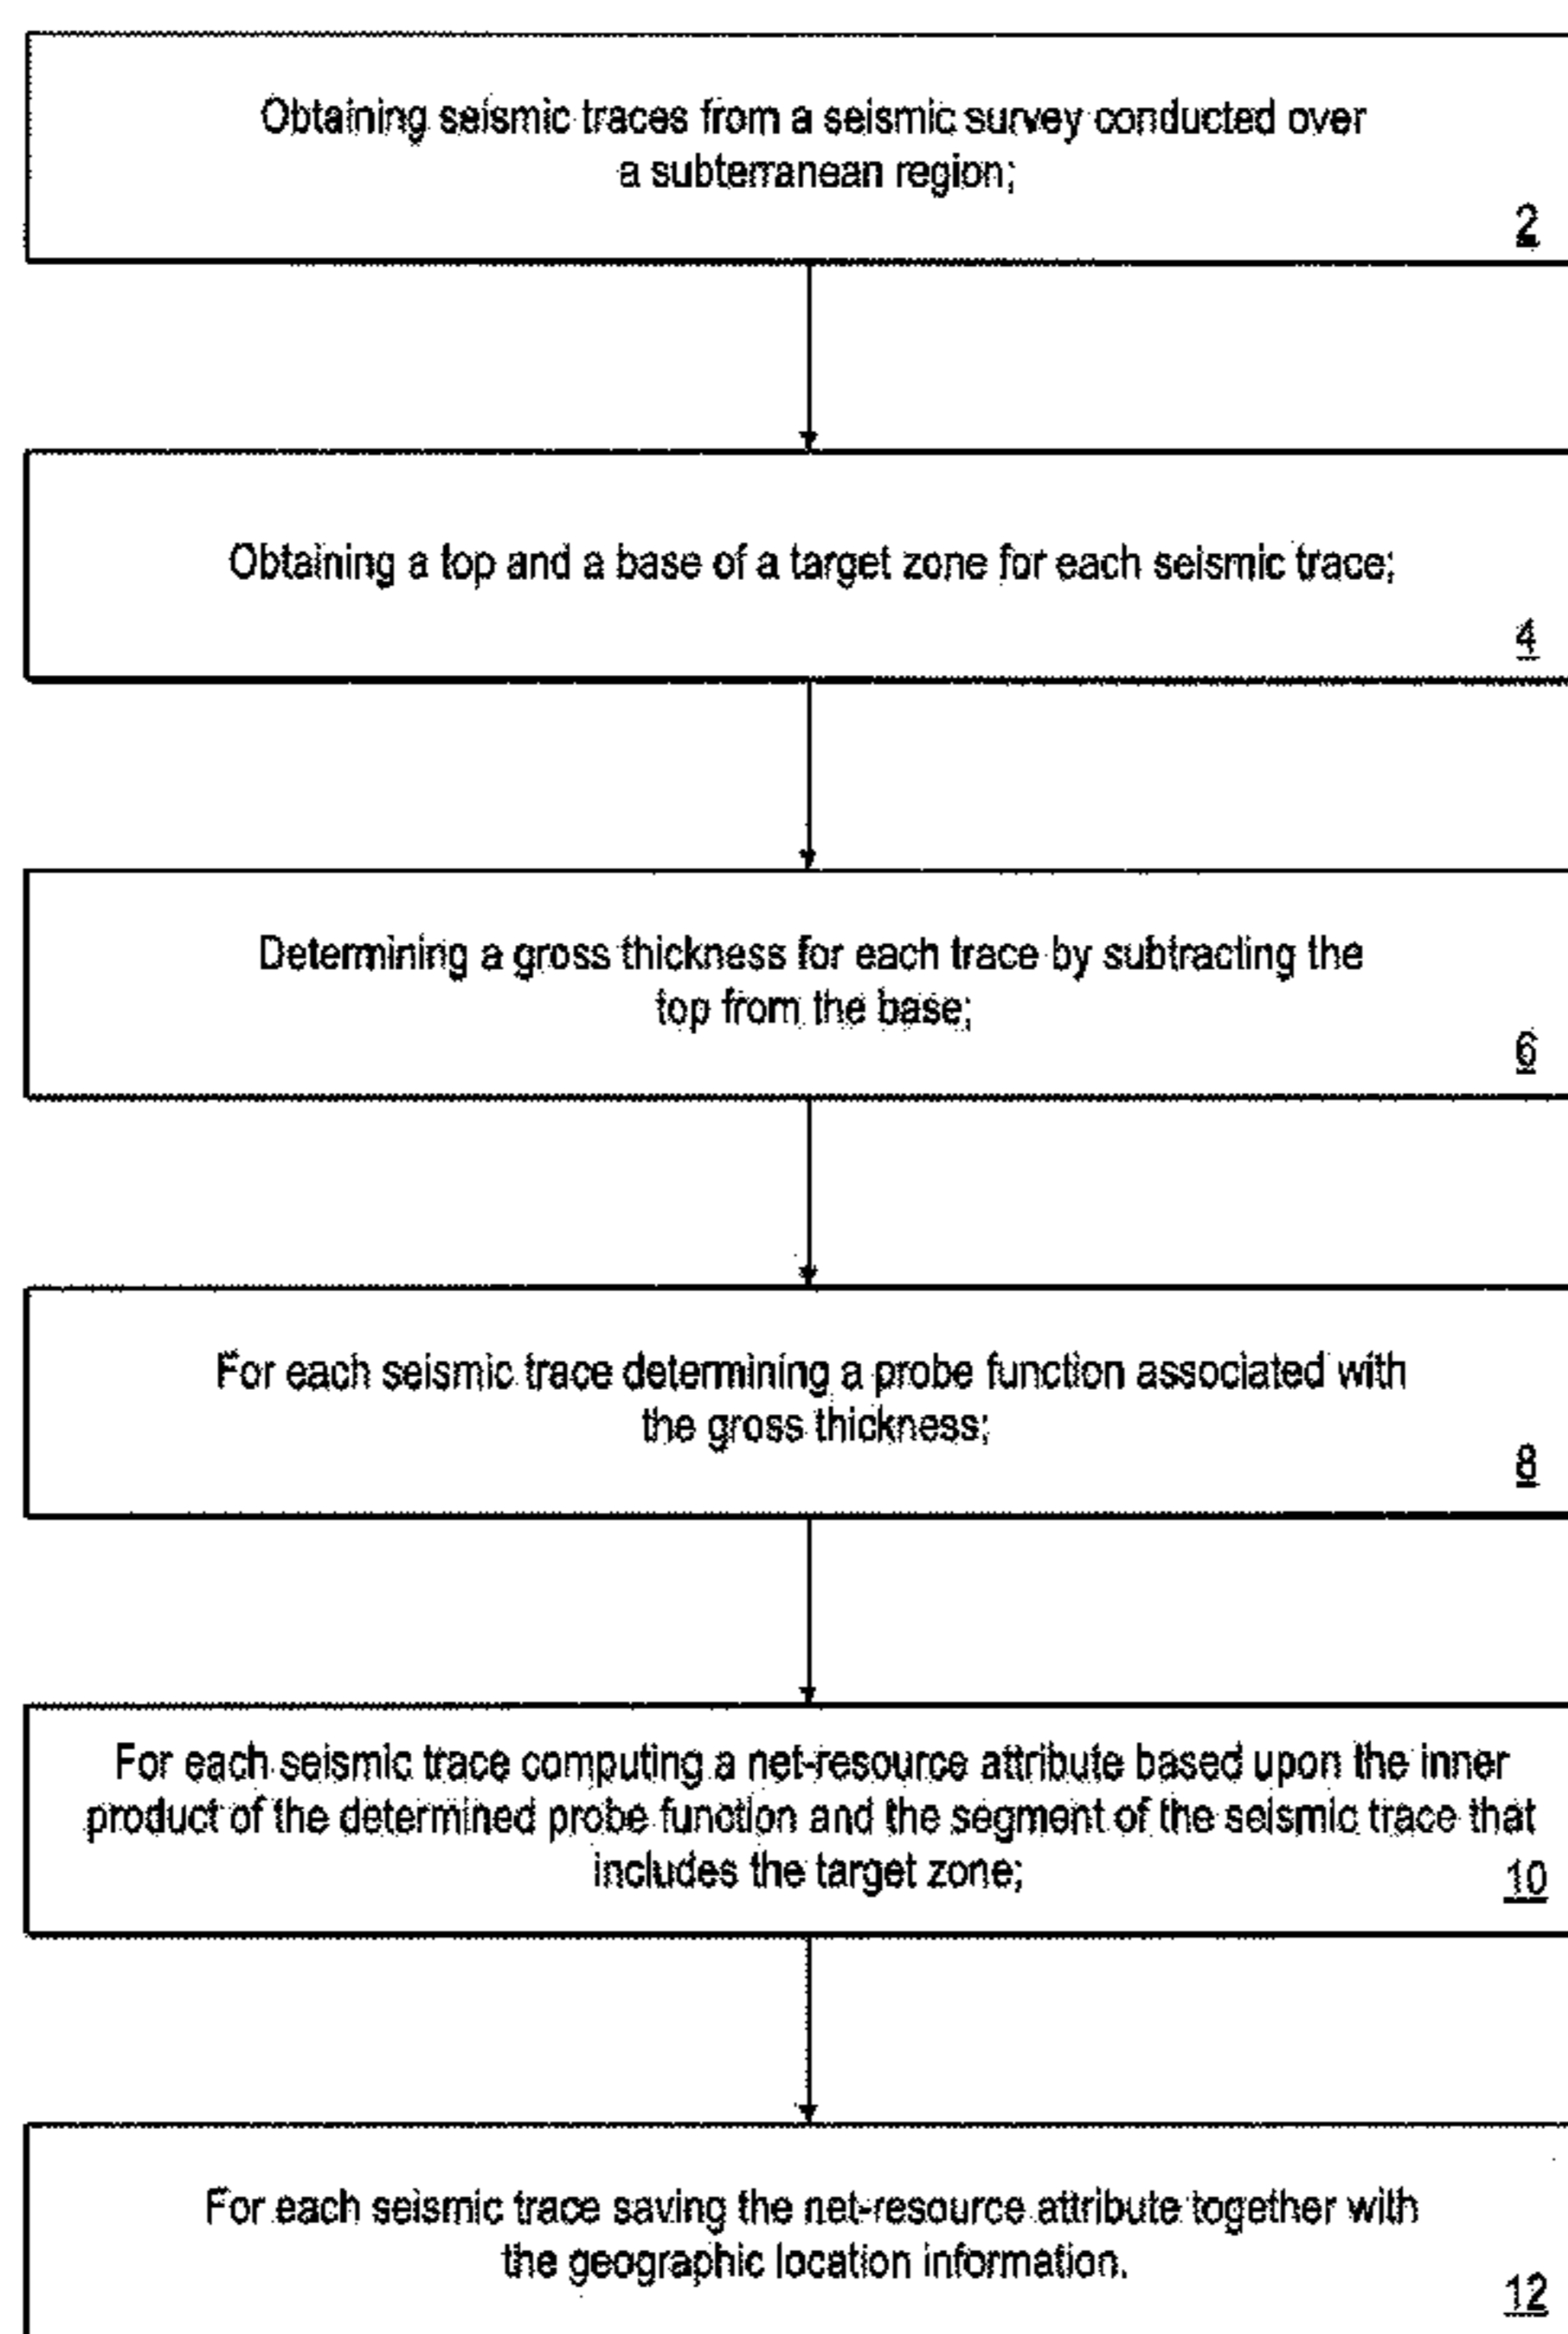 Obtaining seismic traces from a seismic survey conducted over
a subterranean region;
2
Obtaining a top and a base of a target zone for each seismic trace;
4
Determining a gross thickness for each trace by subtracting the
top from the base;
6
For each seismic trace determining a probe function associated with
the gross thickness;
8
For each seismic trace computing a net-resource attribute based upon the inner
product of the determined probe function and the segment of the seismic trace that
includes the target zone;
10
For each seismic trace saving the net-resource attribute together with
the geographic location information.
12